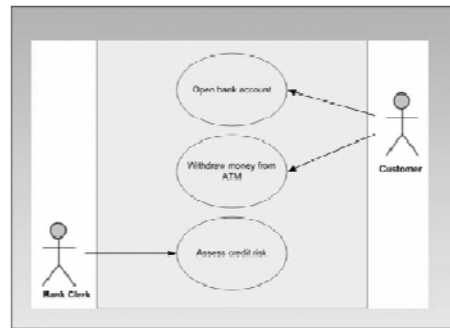 Open bank account
Withdrew money from
ATM
Customer
Assess credit risk
Bank Clerk